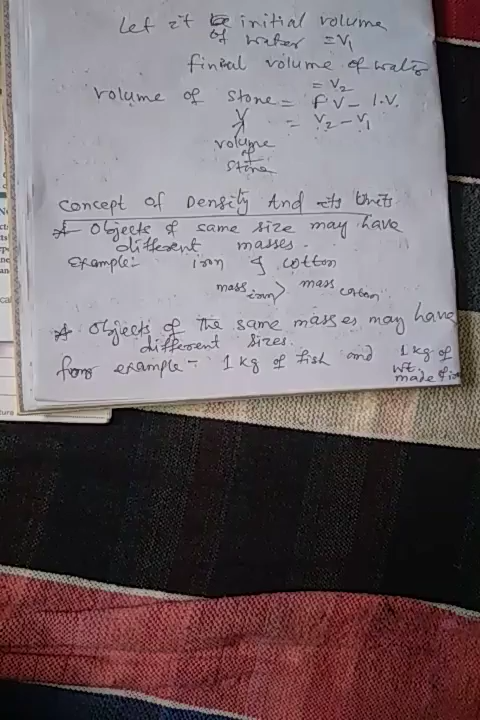 Let it be initial volume
of water = V1
fineal volume of water
= V2
volume of stone = F.V - I.V.
V = V2 - V1
volume
of
stone
Concept of Density And its Units
* Objects of same size may have
different masses.
example:- iron & cotton
mass iron > mass cotton
* Objects of the same masses may have
different sizes.
for example - 1 kg of fish and 1 kg of
wt.
made